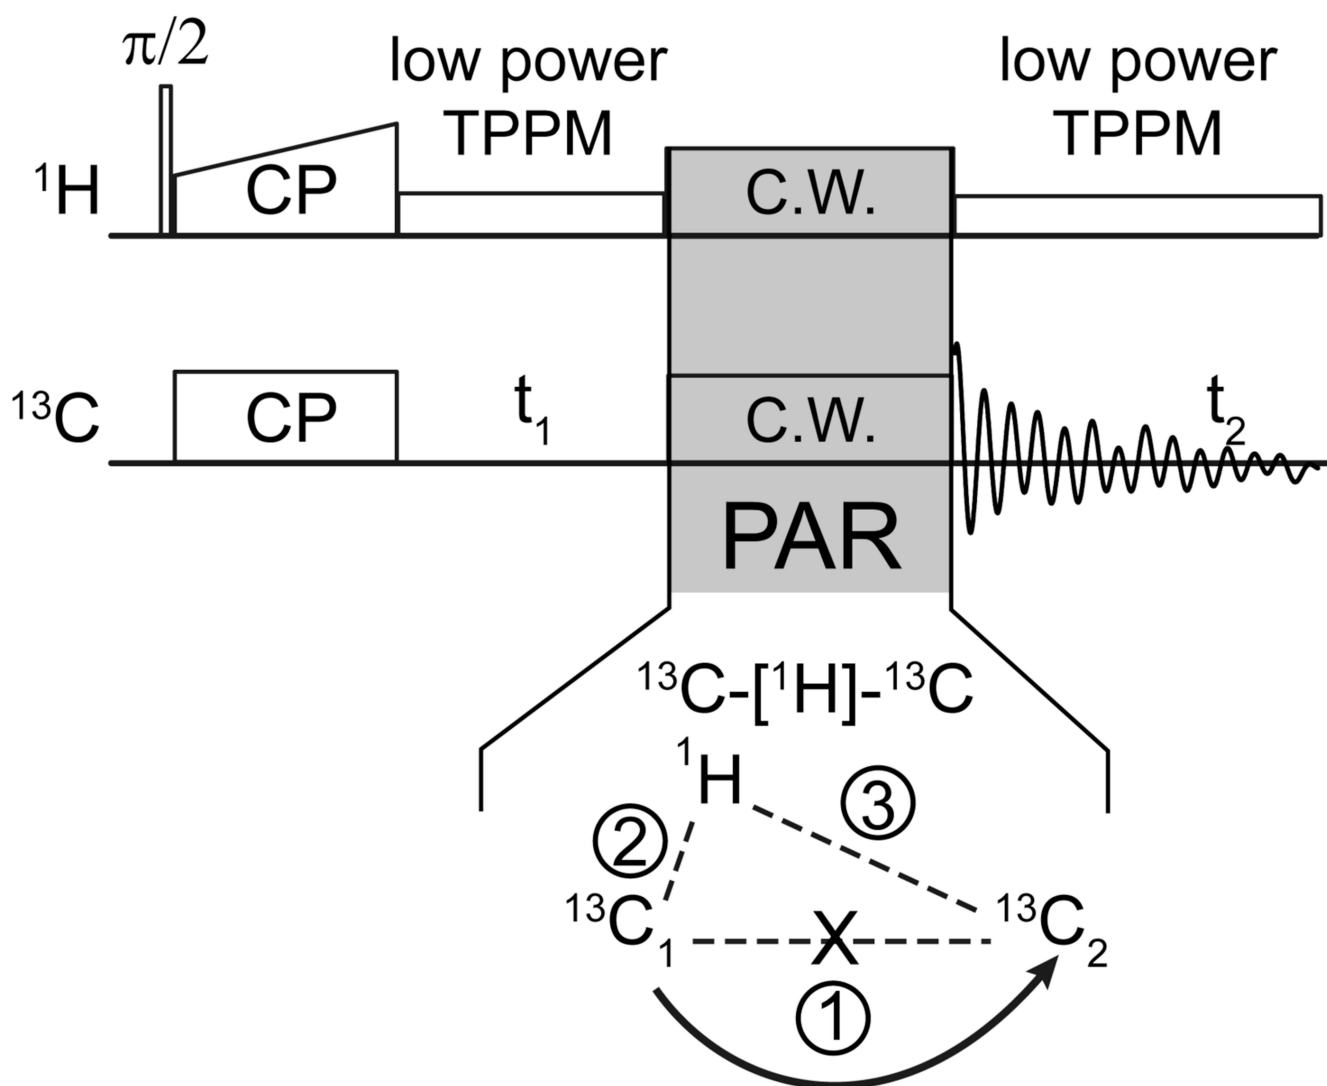 π/2
low power
TPPM
low power
TPPM
¹H
CP
C.W.
¹³C
CP
t₁
C.W.
t₂
PAR
¹³C-[¹H]-¹³C
¹H
③
②
¹³C₁
X
¹³C₂
①